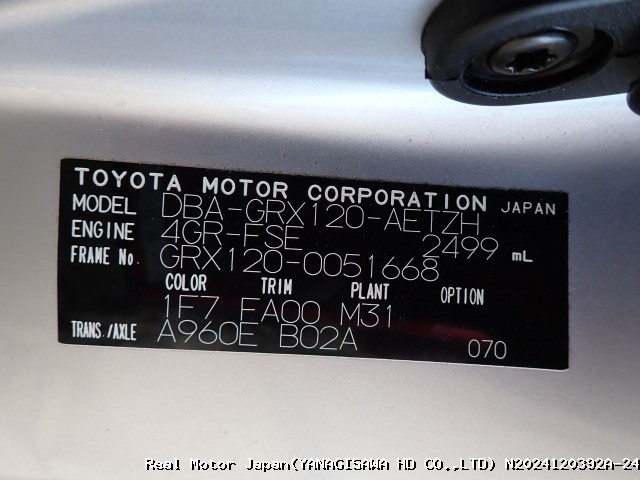 TOYOTA MOTOR CORPORATION JAPAN
MODEL DBA-GRX120-AETZH
ENGINE 4GR-FSE 2499 mL
FRAME No. GRX120-0051668
COLOR TRIM PLANT OPTION
1F7 FA00 M31
TRANS./AXLE A960E B02A 070
Real Motor Japan(YANAGISAWA HD CO.,LTD) N2024120392A-24